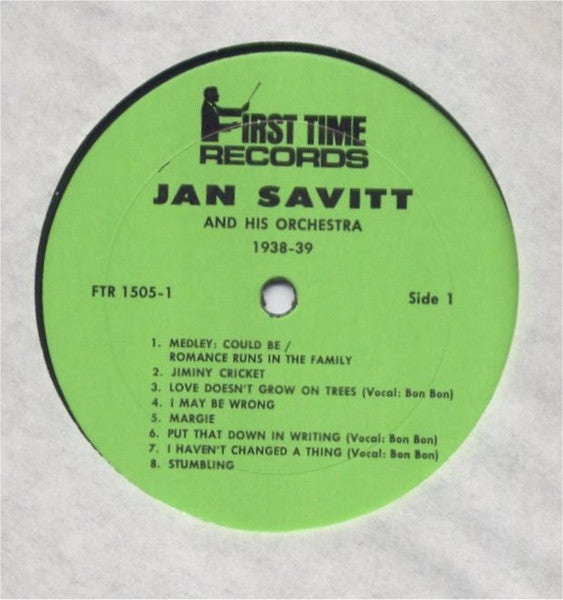 FIRST TIME
RECORDS
JAN SAVITT
AND HIS ORCHESTRA
1938-39
FTR 1505-1
Side 1
1. MEDLEY: COULD BE /
ROMANCE RUNS IN THE FAMILY
2. JIMINY CRICKET
3. LOVE DOESN'T GROW ON TREES (Vocal: Bon Bon)
4. I MAY BE WRONG
5. MARGIE
6. PUT THAT DOWN IN WRITING (Vocal: Bon Bon)
7. I HAVEN'T CHANGED A THING (Vocal: Bon Bon)
8. STUMBLING